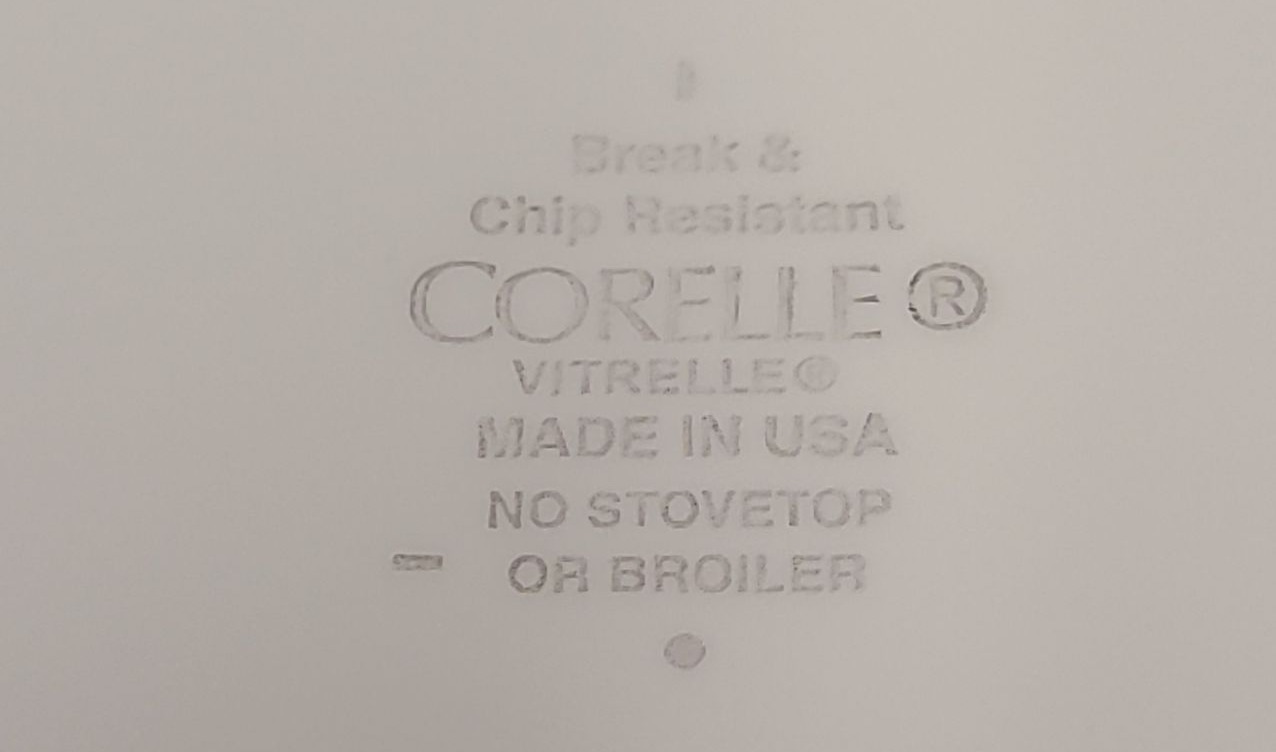 Break &
Chip Resistant
CORELLE®
VITRELLE®
MADE IN USA
NO STOVETOP
OR BROILER